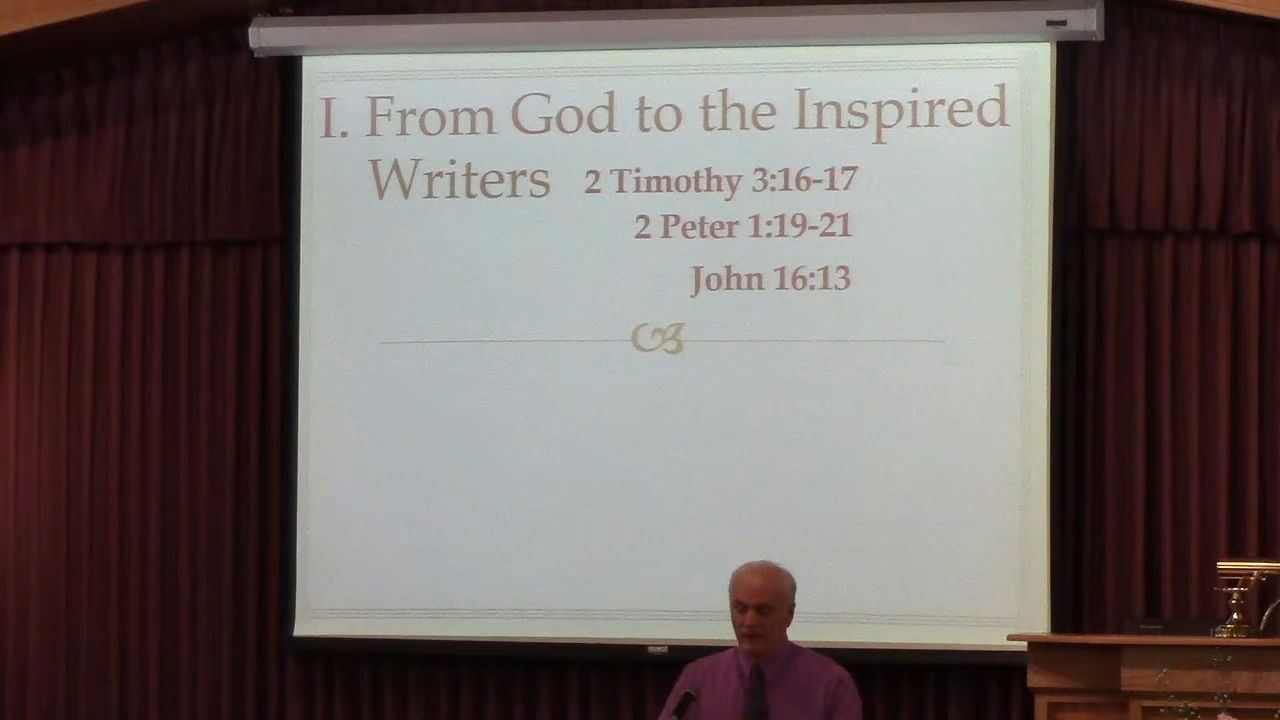 I. From God to the Inspired
Writers 2 Timothy 3:16-17
2 Peter 1:19-21
John 16:13